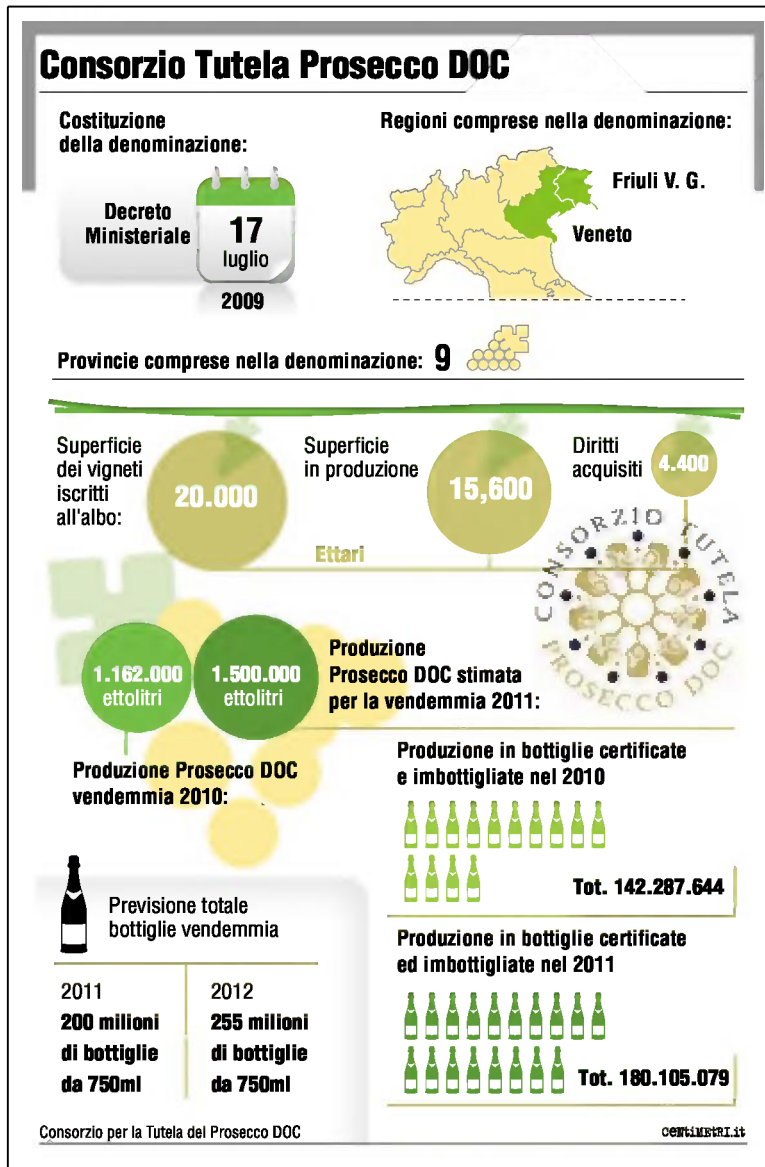 Consorzio Tutela Prosecco DOC
Costituzione
della denominazione:
Decreto
Ministeriale
17
luglio
2009
Regioni comprese nella denominazione:
Friuli V. G.
Veneto
Provincie comprese nella denominazione: 9
Superficie
dei vigneti
iscritti
all'albo:
20.000
Superficie
in produzione
15,600
Diritti
acquisiti
4.400
Ettari
CONSORZIO TUTELA
PROSECCO DOC
1.162.000
ettolitri
1.500.000
ettolitri
Produzione
Prosecco DOC stimata
per la vendemmia 2011:
Produzione Prosecco DOC
vendemmia 2010:
Produzione in bottiglie certificate
e imbottigliate nel 2010
Tot. 142.287.644
Previsione totale
bottiglie vendemmia
2011
200 milioni
di bottiglie
da 750ml
2012
255 milioni
di bottiglie
da 750ml
Produzione in bottiglie certificate
ed imbottigliate nel 2011
Tot. 180.105.079
Consorzio per la Tutela del Prosecco DOC
CENTIMETRI.it